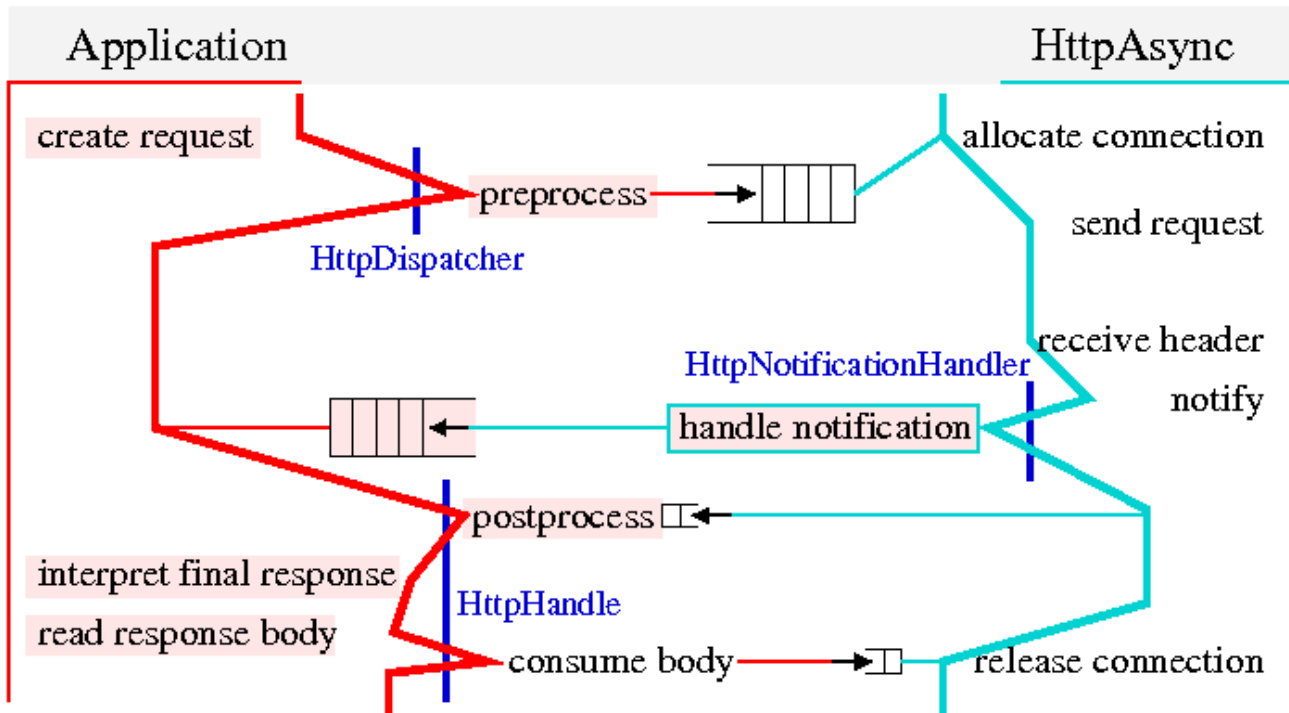 Application
HttpAsync
create request
allocate connection
preprocess
send request
HttpDispatcher
receive header
HttpNotificationHandler
notify
handle notification
postprocess
interpret final response
HttpHandle
read response body
consume body
release connection